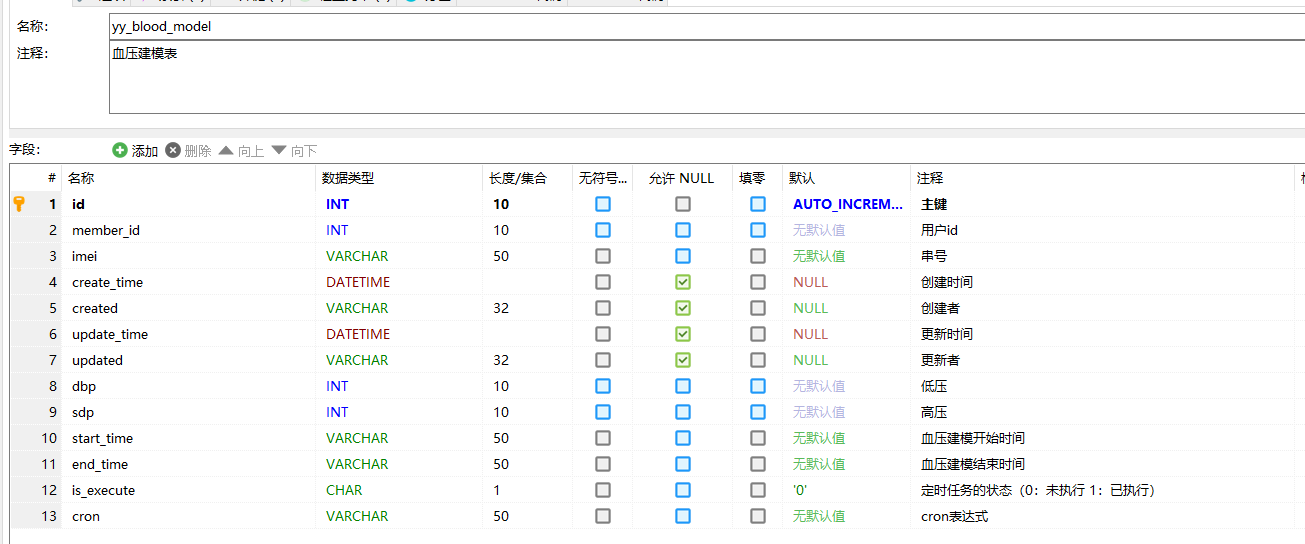 名称： yy_blood_model
注释： 血压建模表
字段： 添加 删除 向上 向下
# 名称 数据类型 长度/集合 无符号... 允许 NULL 填零 默认 注释
1 id INT 10 AUTO_INCREM... 主键
2 member_id INT 10 无默认值 用户id
3 imei VARCHAR 50 无默认值 串号
4 create_time DATETIME NULL 创建时间
5 created VARCHAR 32 NULL 创建者
6 update_time DATETIME NULL 更新时间
7 updated VARCHAR 32 NULL 更新者
8 dbp INT 10 无默认值 低压
9 sdp INT 10 无默认值 高压
10 start_time VARCHAR 50 无默认值 血压建模开始时间
11 end_time VARCHAR 50 无默认值 血压建模结束时间
12 is_execute CHAR 1 '0' 定时任务的状态（0：未执行 1：已执行）
13 cron VARCHAR 50 无默认值 cron表达式